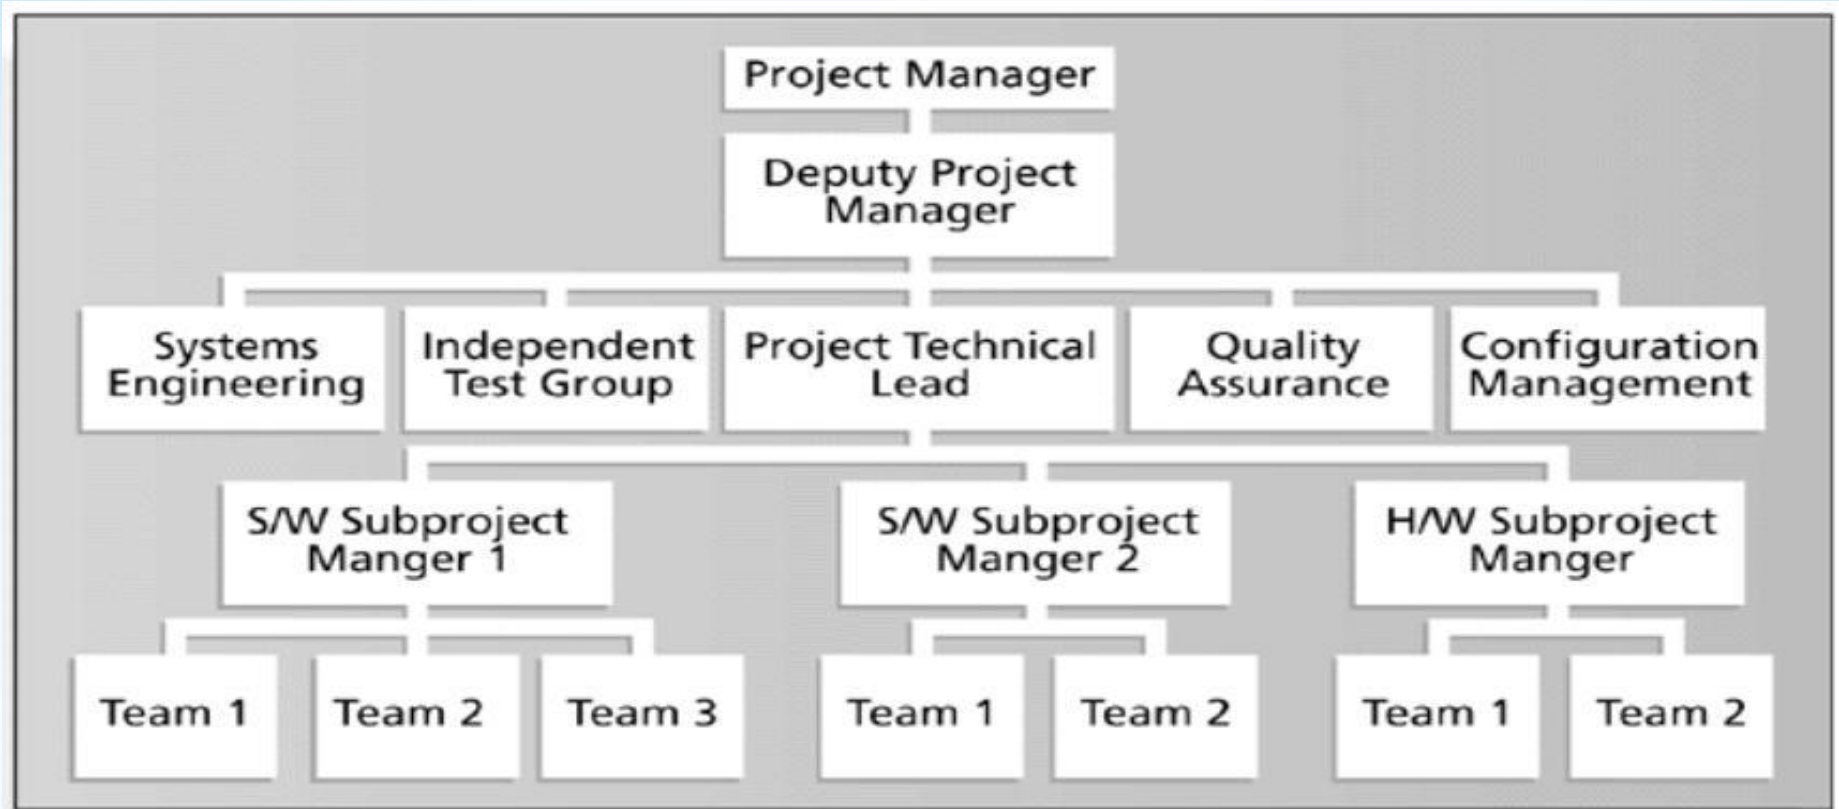 Project Manager
Deputy Project
Manager
Systems
Engineering
Independent
Test Group
Project Technical
Lead
Quality
Assurance
Configuration
Management
S/W Subproject
Manger 1
S/W Subproject
Manger 2
H/W Subproject
Manger
Team 1
Team 2
Team 3
Team 1
Team 2
Team 1
Team 2